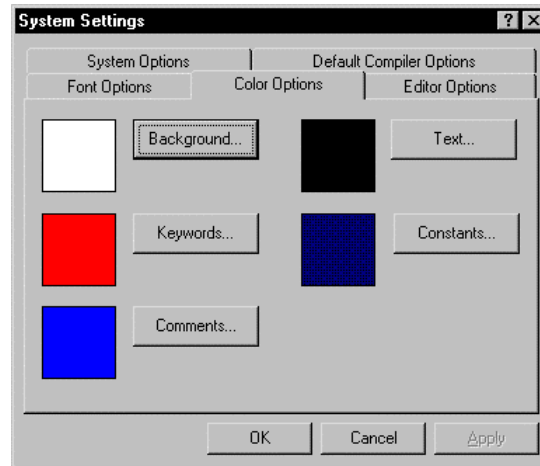 System Settings
System Options Default Compiler Options
Font Options Color Options Editor Options
Background... Text...
Keywords... Constants...
Comments...
OK Cancel Apply